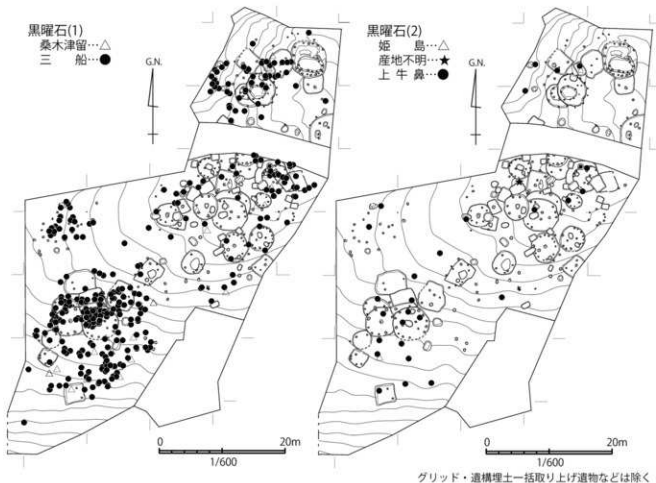 黒曜石(1)
桑木津留…△
三　船…●
G.N.
0 20m
1/600
黒曜石(2)
姫　島…△
産地不明…★
上 牛 鼻…●
G.N.
0 20m
1/600
グリッド・遺構埋土一括取り上げ遺物などは除く